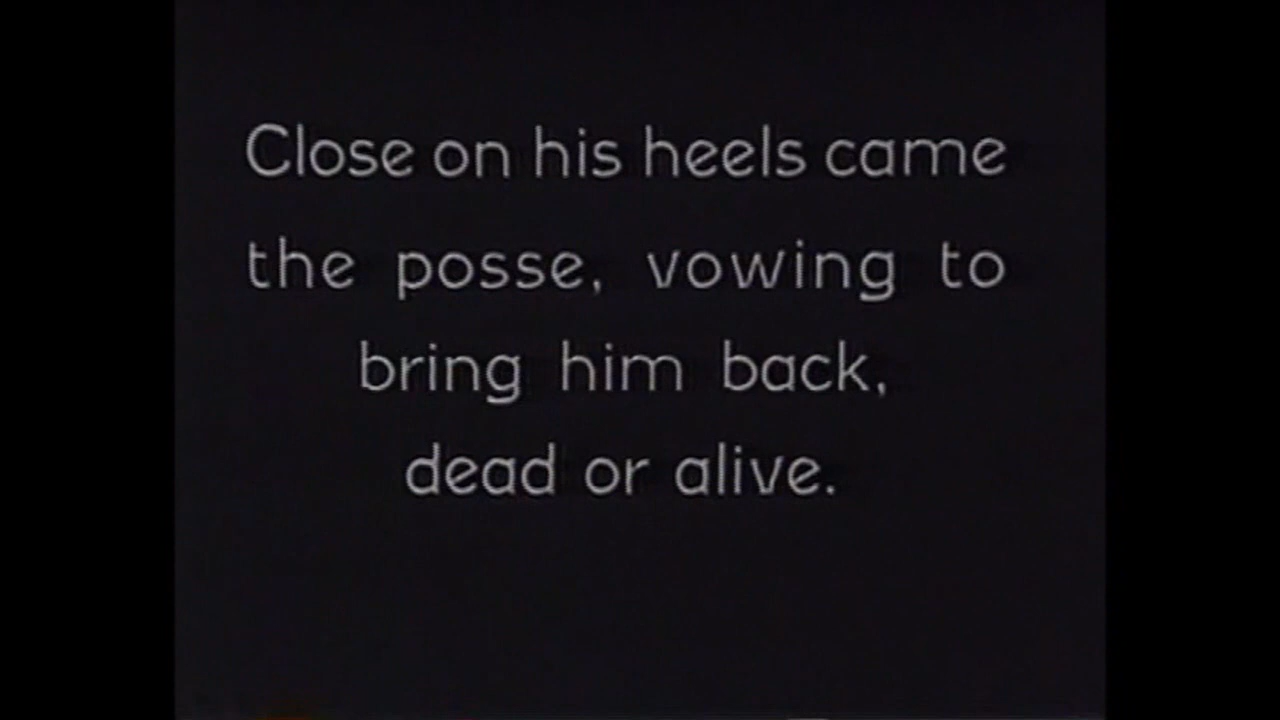 Close on his heels came
the posse, vowing to
bring him back,
dead or alive.